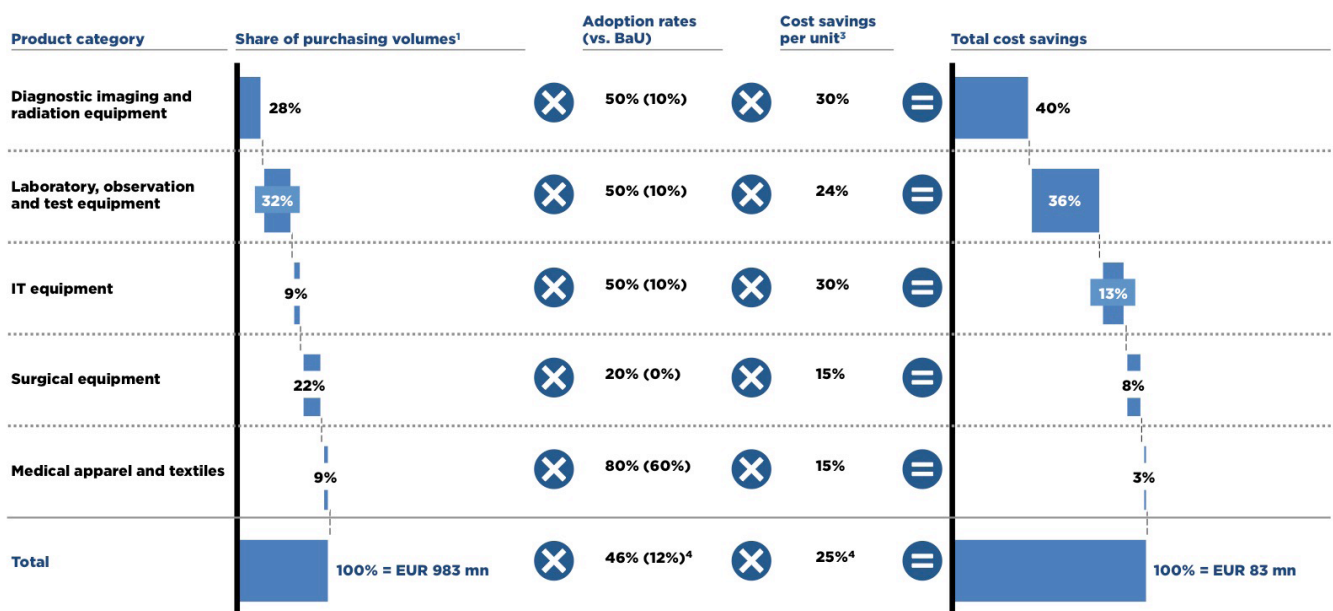 Product category
Share of purchasing volumes¹
Adoption rates
(vs. BaU)
Cost savings
per unit³
Total cost savings
Diagnostic imaging and
radiation equipment
28%
50% (10%)
30%
40%
Laboratory, observation
and test equipment
32%
50% (10%)
24%
36%
IT equipment
9%
50% (10%)
30%
13%
Surgical equipment
22%
20% (0%)
15%
8%
Medical apparel and textiles
9%
80% (60%)
15%
3%
Total
100% = EUR 983 mn
46% (12%)⁴
25%⁴
100% = EUR 83 mn